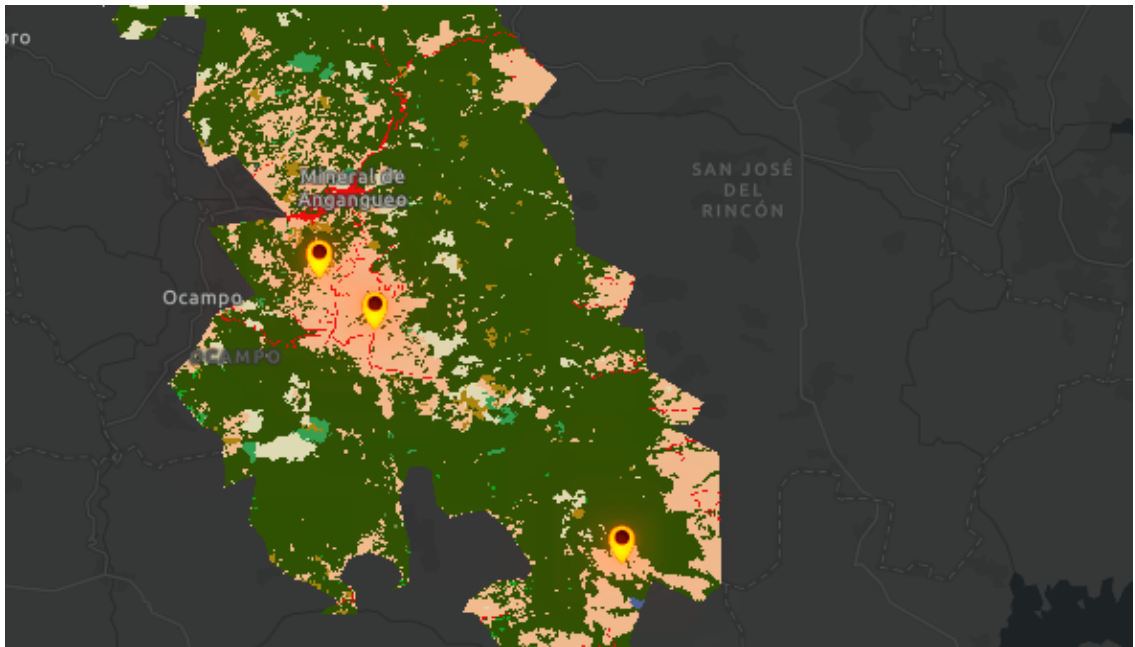 oro
Mineral de
Angangueo
SAN JOSÉ
DEL
RINCÓN
Ocampo
OCAMPO